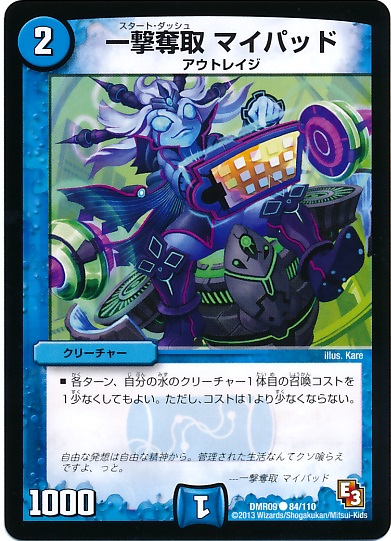 スタート・ダッシュ
2
一撃奪取 マイパッド
アウトレイジ
クリーチャー
illus. Kare
■ 各ターン、自分の水のクリーチャー1体目の召喚コストを
1少なくしてもよい。ただし、コストは1より少なくならない。
自由な発想は自由な精神から。管理された生活なんてクソ喰らえ
ですよ、っと。
---一撃奪取 マイパッド
1000
1
DMR09 ● 84/110
©2013 Wizards/Shogakukan/Mitsui-Kids
E3